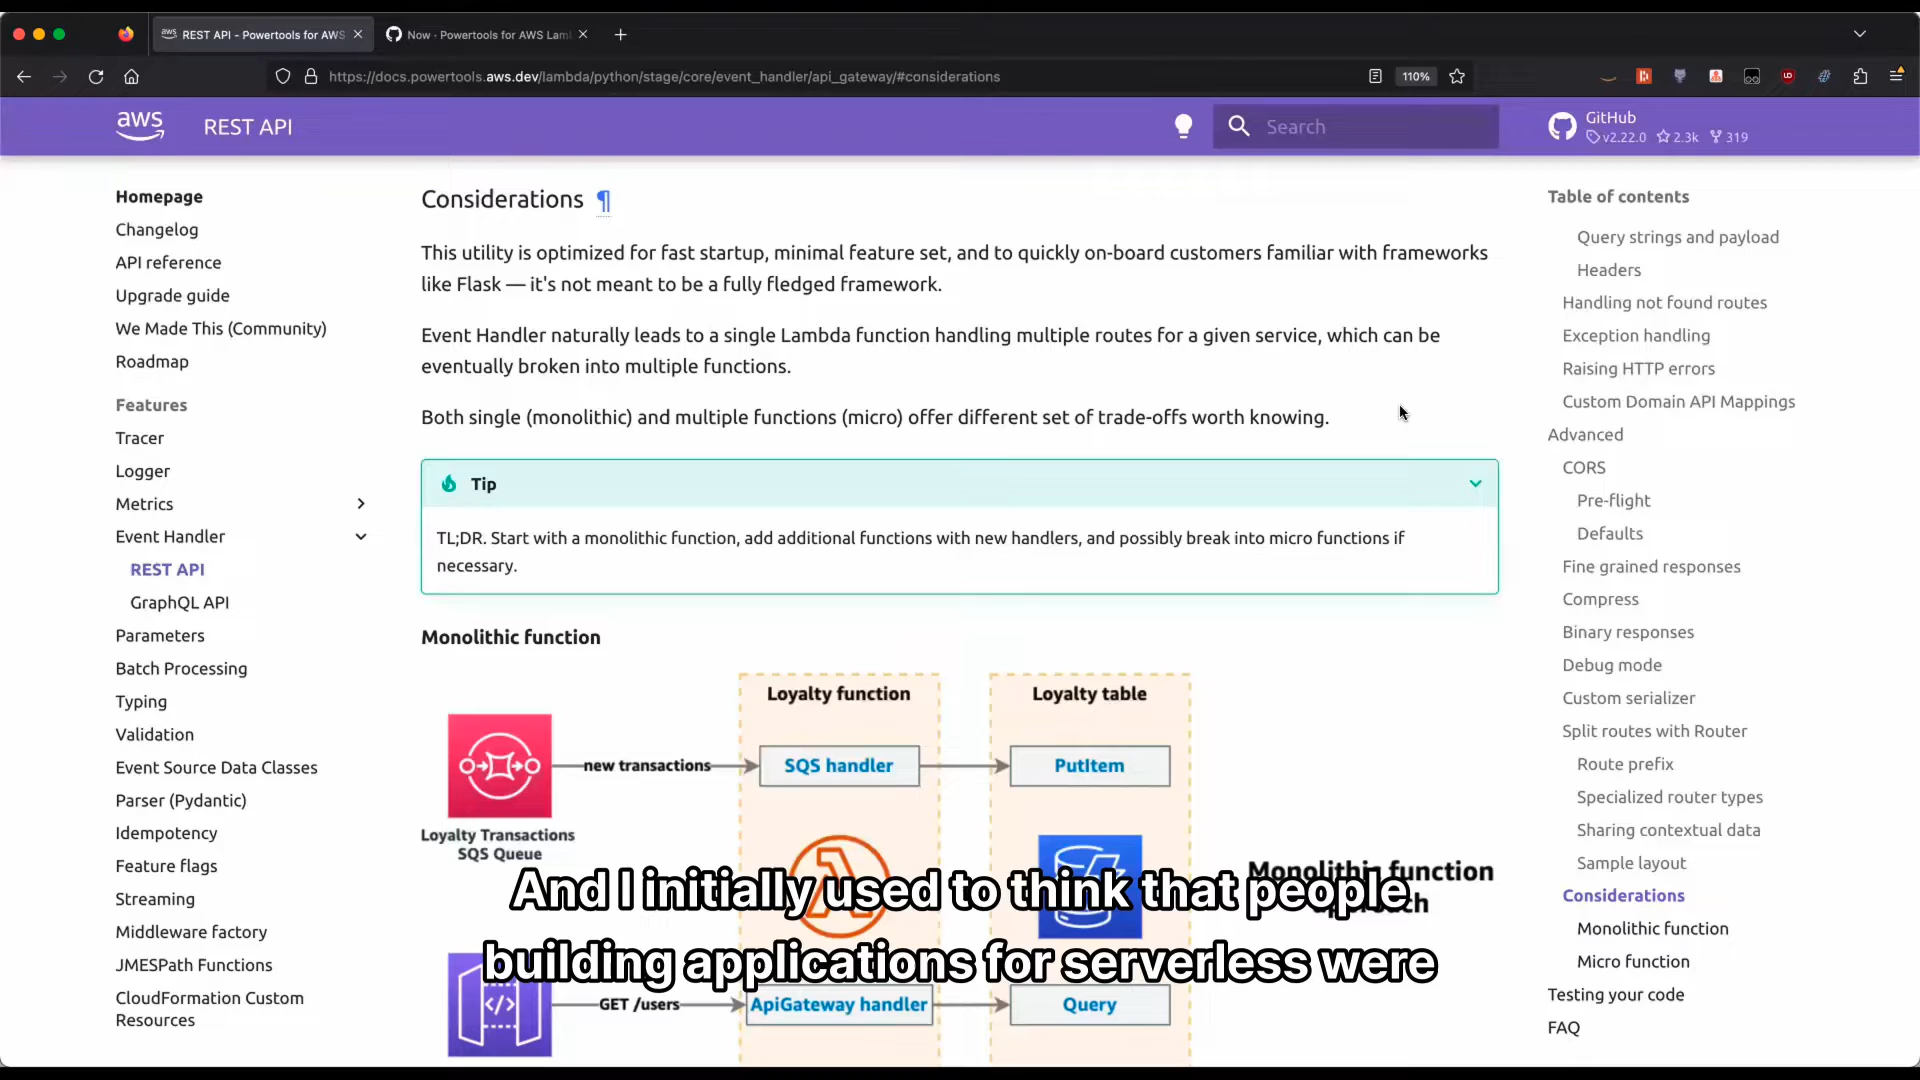 REST API - Powertools for AWS
Now · Powertools for AWS Lam
https://docs.powertools.aws.dev/lambda/python/stage/core/event_handler/api_gateway/#considerations
110%
aws
REST API
Search
GitHub
v2.22.0 2.3k 319
Homepage
Changelog
API reference
Upgrade guide
We Made This (Community)
Roadmap
Features
Tracer
Logger
Metrics
Event Handler
REST API
GraphQL API
Parameters
Batch Processing
Typing
Validation
Event Source Data Classes
Parser (Pydantic)
Idempotency
Feature flags
Streaming
Middleware factory
JMESPath Functions
CloudFormation Custom
Resources
Considerations ¶
This utility is optimized for fast startup, minimal feature set, and to quickly on-board customers familiar with frameworks
like Flask — it's not meant to be a fully fledged framework.
Event Handler naturally leads to a single Lambda function handling multiple routes for a given service, which can be
eventually broken into multiple functions.
Both single (monolithic) and multiple functions (micro) offer different set of trade-offs worth knowing.
Tip
TL;DR. Start with a monolithic function, add additional functions with new handlers, and possibly break into micro functions if
necessary.
Monolithic function
Loyalty function
Loyalty table
new transactions
SQS handler
PutItem
Loyalty Transactions
SQS Queue
Monolithic function
And I initially used to think that people
building applications for serverless were
GET /users
ApiGateway handler
Query
Table of contents
Query strings and payload
Headers
Handling not found routes
Exception handling
Raising HTTP errors
Custom Domain API Mappings
Advanced
CORS
Pre-flight
Defaults
Fine grained responses
Compress
Binary responses
Debug mode
Custom serializer
Split routes with Router
Route prefix
Specialized router types
Sharing contextual data
Sample layout
Considerations
Monolithic function
Micro function
Testing your code
FAQ